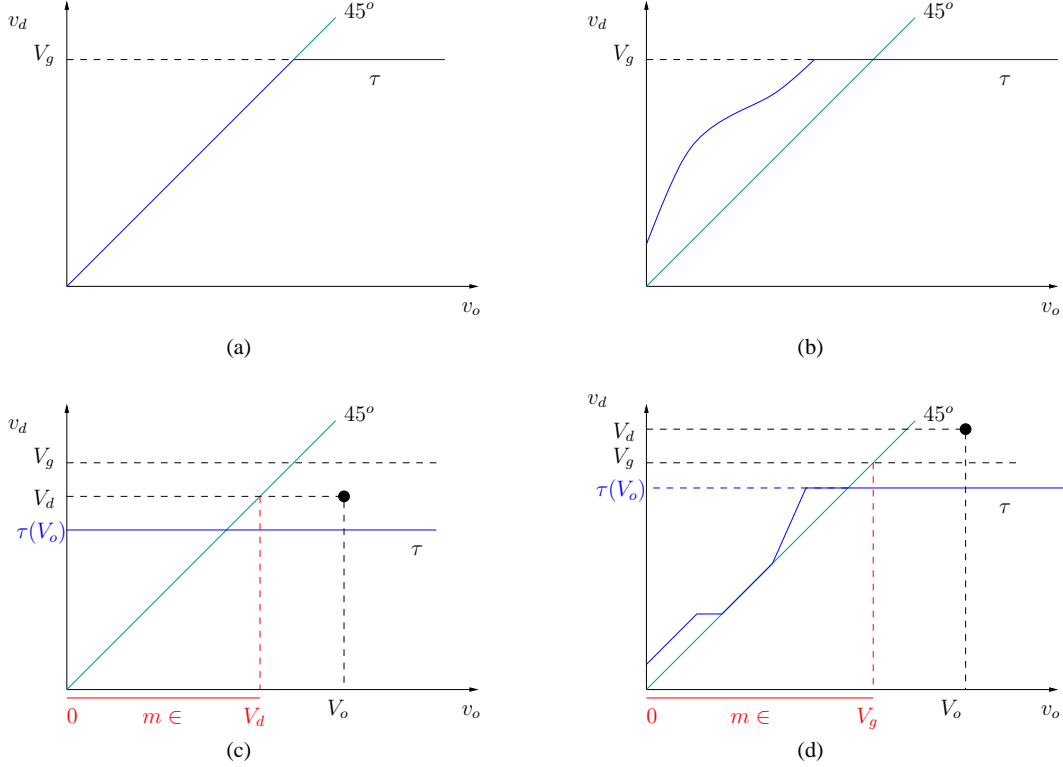 v_d
45^o
V_g
τ
v_o
(a)
v_d
45^o
V_g
τ
v_o
(b)
v_d
45^o
V_g
V_d
τ(V_o)
τ
0
m ∈
V_d
V_o
v_o
(c)
v_d
45^o
V_d
V_g
τ(V_o)
τ
0
m ∈
V_g
V_o
v_o
(d)